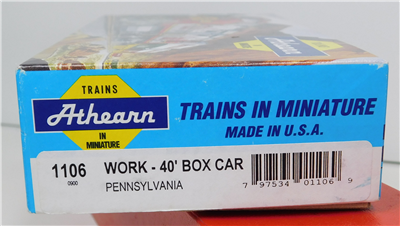 TRAINS
Athearn
IN
MINIATURE
TRAINS IN MINIATURE
MADE IN U.S.A.
1106 WORK - 40' BOX CAR
0900 PENNSYLVANIA
7 97534 01106 9